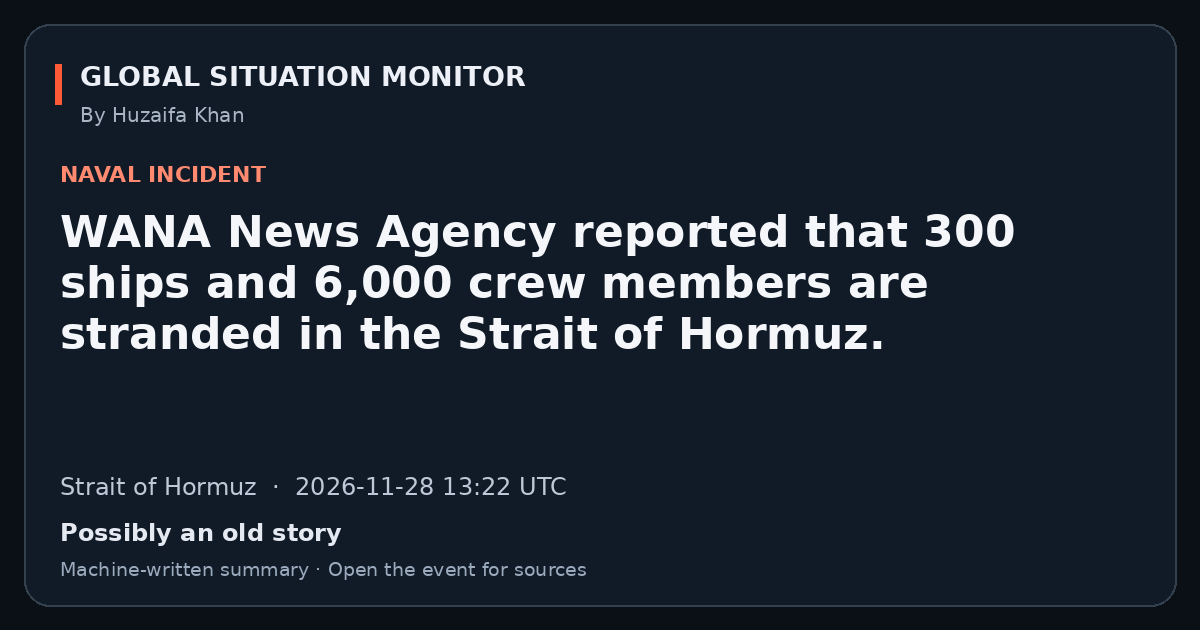 GLOBAL SITUATION MONITOR
By Huzaifa Khan
NAVAL INCIDENT
WANA News Agency reported that 300
ships and 6,000 crew members are
stranded in the Strait of Hormuz.
Strait of Hormuz · 2026-11-28 13:22 UTC
Possibly an old story
Machine-written summary · Open the event for sources